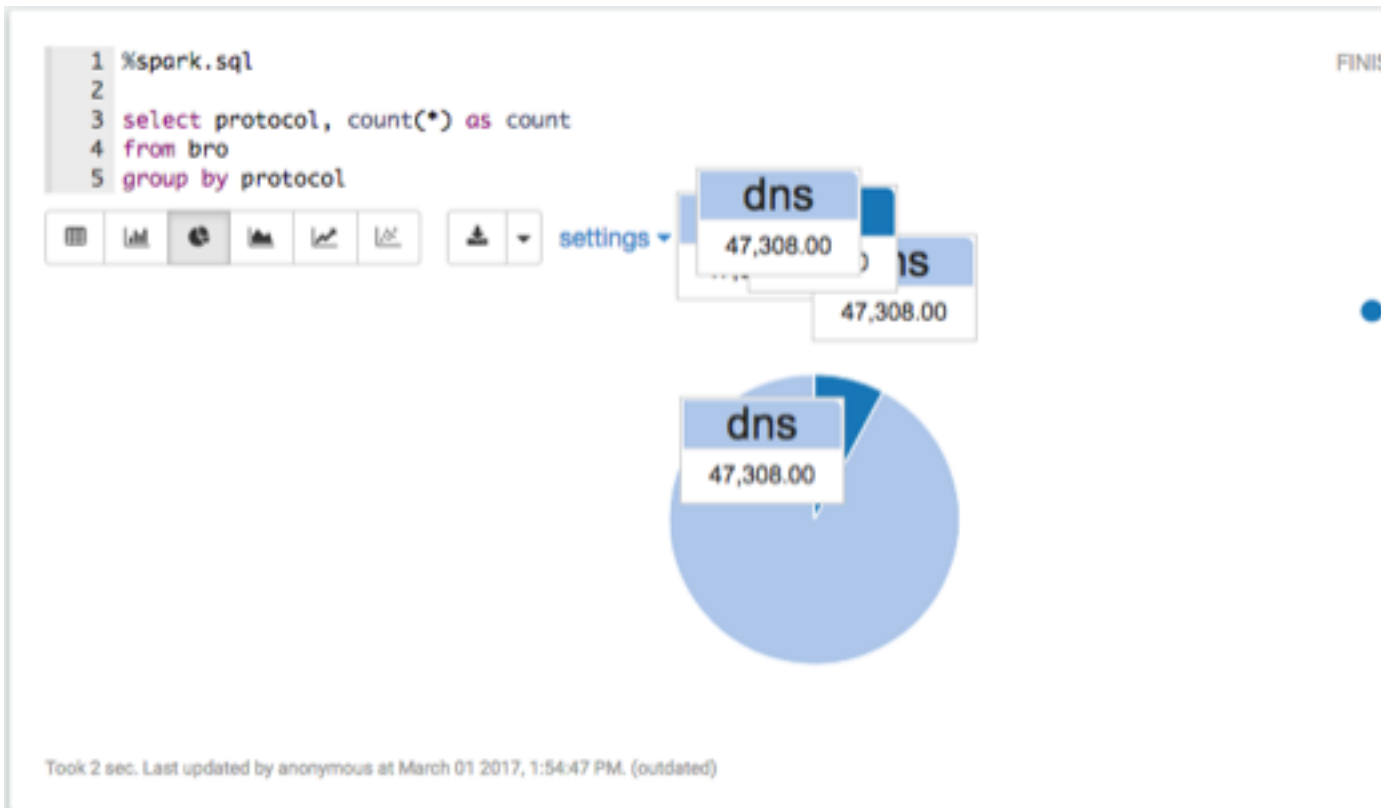 1 %spark.sql
2
3 select protocol, count(*) as count
4 from bro
5 group by protocol
FINIS
settings
dns
47,308.00
47,308.00
dns
47,308.00
Took 2 sec. Last updated by anonymous at March 01 2017, 1:54:47 PM. (outdated)